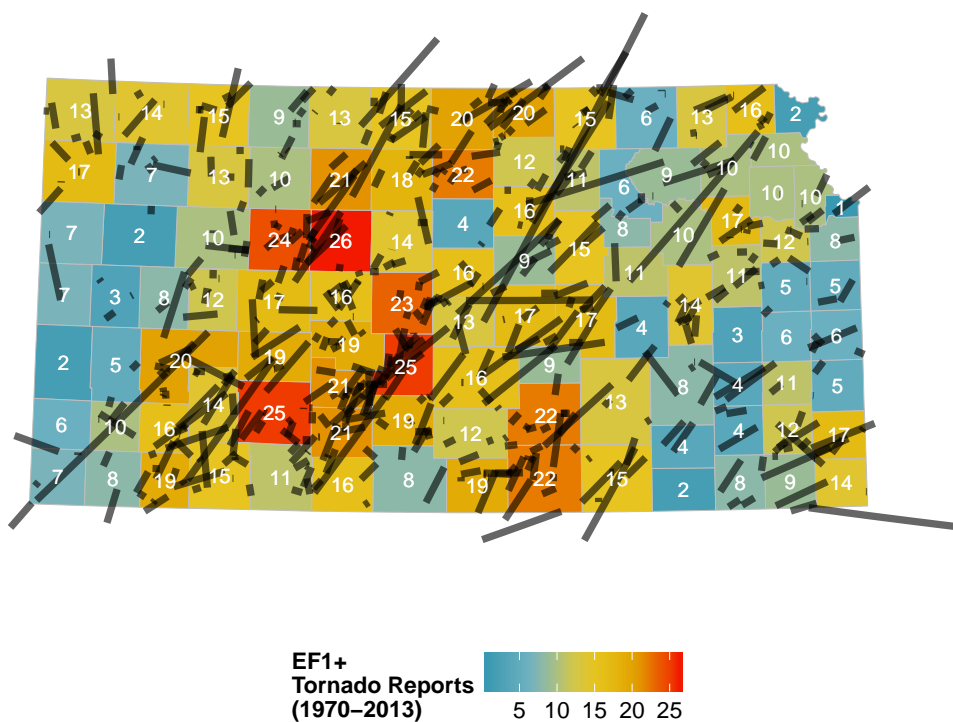 13 14 15 9 13 15 20 20 15 6 13 16 2
17 7 13 10 21 18 22 12 11 6 9 10 10 10 10 1
7 2 10 24 26 14 4 16 9 15 8 10 17 12 8
7 3 8 12 17 16 23 16 13 17 17 11 14 11 5 5
2 5 20 19 19 25 16 9 4 3 6 6
6 10 16 14 25 21 21 19 12 22 13 8 4 4 4 11 12 5 17
7 8 19 15 11 16 8 19 22 15 2 8 9 14
EF1+
Tornado Reports
(1970−2013)
5 10 15 20 25